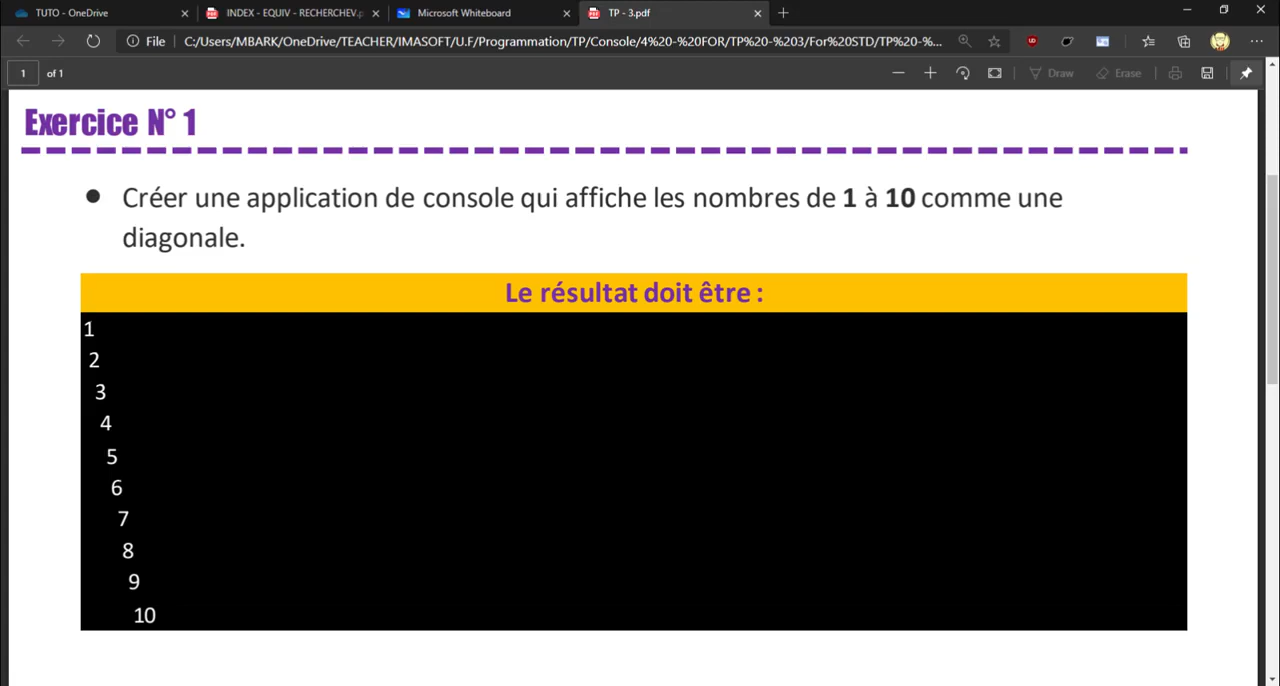 TUTO - OneDrive
INDEX - EQUIV - RECHERCHEV.p
Microsoft Whiteboard
TP - 3.pdf
File
C:/Users/MBARK/OneDrive/TEACHER/IMASOFT/U.F/Programmation/TP/Console/4%20-%20FOR/TP%20-%203/For%20STD/TP%20-%...
1 of 1
Draw
Erase
Exercice N° 1
● Créer une application de console qui affiche les nombres de 1 à 10 comme une
diagonale.
Le résultat doit être :
1
2
3
4
5
6
7
8
9
10